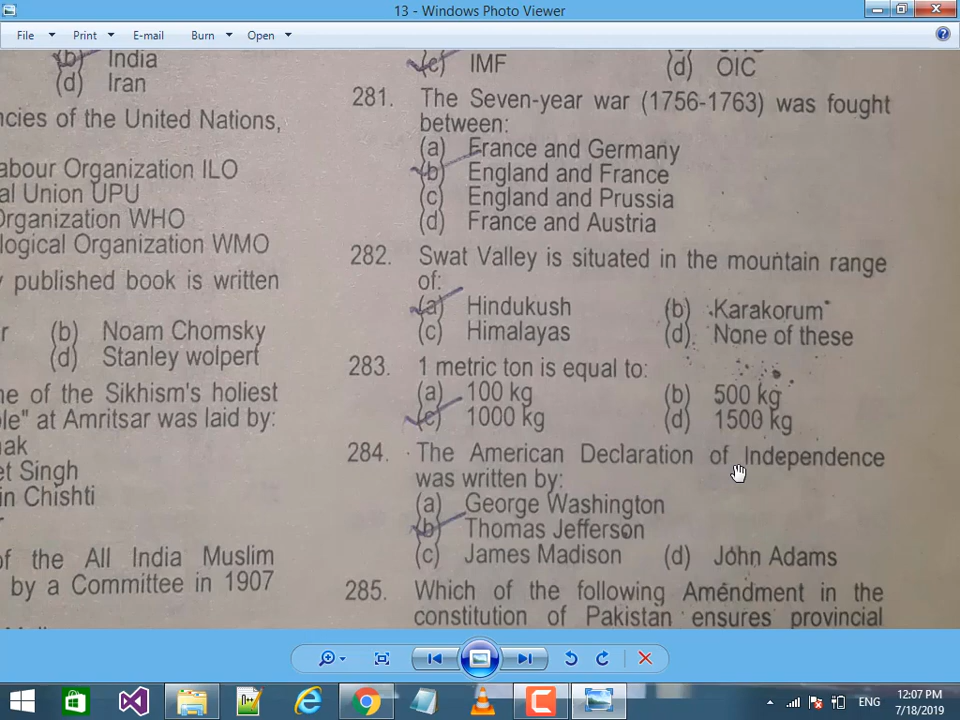 13 - Windows Photo Viewer
File Print E-mail Burn Open
(b) India
(d) Iran
ncies of the United Nations,
abour Organization ILO
al Union UPU
Organization WHO
logical Organization WMO
y published book is written
r (b) Noam Chomsky
(d) Stanley wolpert
ne of the Sikhism's holiest
ole" at Amritsar was laid by:
nak
et Singh
in Chishti
of the All India Muslim
by a Committee in 1907
(c) IMF (d) OIC
281. The Seven-year war (1756-1763) was fought
between:
(a) France and Germany
(b) England and France
(c) England and Prussia
(d) France and Austria
282. Swat Valley is situated in the mountain range
of:
(a) Hindukush (b) Karakorum
(c) Himalayas (d) None of these
283. 1 metric ton is equal to:
(a) 100 kg (b) 500 kg
(c) 1000 kg (d) 1500 kg
284. The American Declaration of Independence
was written by:
(a) George Washington
(b) Thomas Jefferson
(c) James Madison (d) John Adams
285. Which of the following Amendment in the
constitution of Pakistan ensures provincial
ENG
12:07 PM
7/18/2019